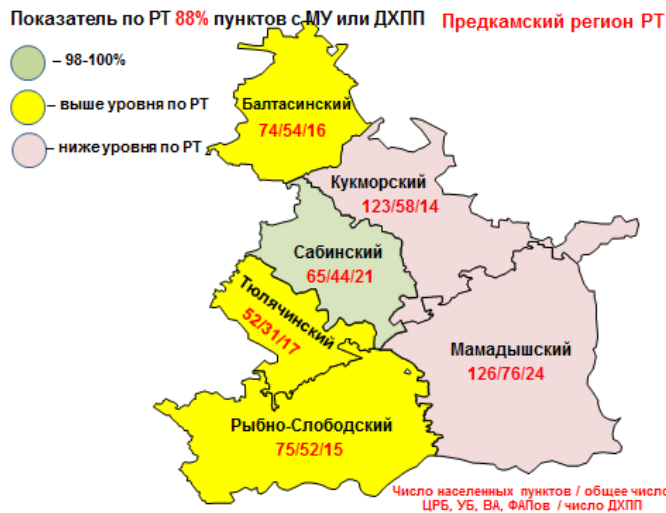 Показатель по РТ 88% пунктов с МУ или ДХПП
Предкамский регион РТ
– 98-100%
– выше уровня по РТ
– ниже уровня по РТ
Балтасинский
74/54/16
Кукморский
123/58/14
Сабинский
65/44/21
Тюлячинский
52/31/17
Мамадышский
126/76/24
Рыбно-Слободский
75/52/15
Число населенных пунктов / общее число
ЦРБ, УБ, ВА, ФАПов / число ДХПП